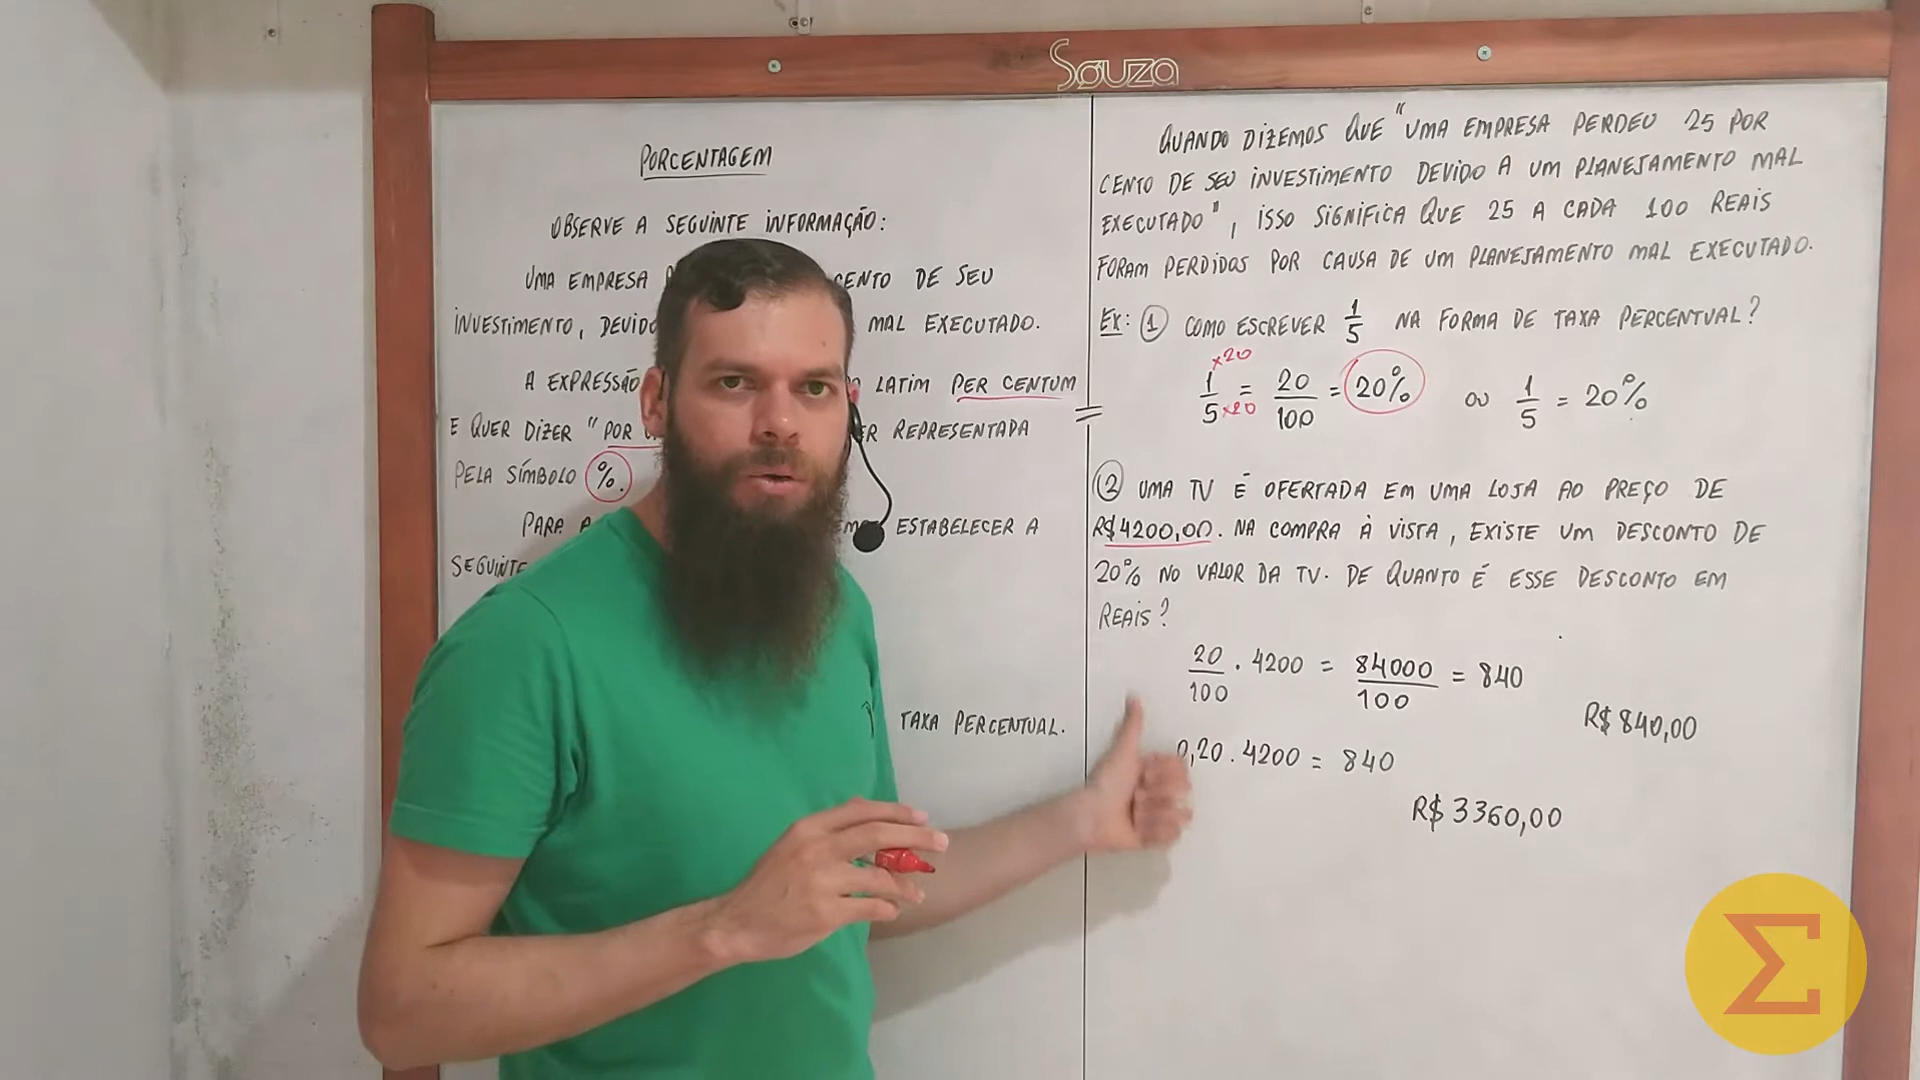 Souza
PORCENTAGEM
OBSERVE A SEGUINTE INFORMAÇÃO:
UMA EMPRESA CENTO DE SEU
INVESTIMENTO, DEVIDO MAL EXECUTADO.
A EXPRESSÃO LATIM PER CENTUM
E QUER DIZER "POR REPRESENTADA
PELA SÍMBOLO %.
PARA ESTABELECER A
SEGUINTE
TAXA PERCENTUAL.
QUANDO DIZEMOS QUE "UMA EMPRESA PERDEU 25 POR
CENTO DE SEU INVESTIMENTO DEVIDO A UM PLANEJAMENTO MAL
EXECUTADO", ISSO SIGNIFICA QUE 25 A CADA 100 REAIS
FORAM PERDIDOS POR CAUSA DE UM PLANEJAMENTO MAL EXECUTADO.
EX: 1 COMO ESCREVER 1/5 NA FORMA DE TAXA PERCENTUAL?
×20
1/5 = 20/100 = 20% OU 1/5 = 20%
×20
2 UMA TV É OFERTADA EM UMA LOJA AO PREÇO DE
R$4200,00. NA COMPRA À VISTA, EXISTE UM DESCONTO DE
20% NO VALOR DA TV. DE QUANTO É ESSE DESCONTO EM
REAIS?
20/100 . 4200 = 84000/100 = 840
R$ 840,00
0,20 . 4200 = 840
R$ 3360,00
Σ